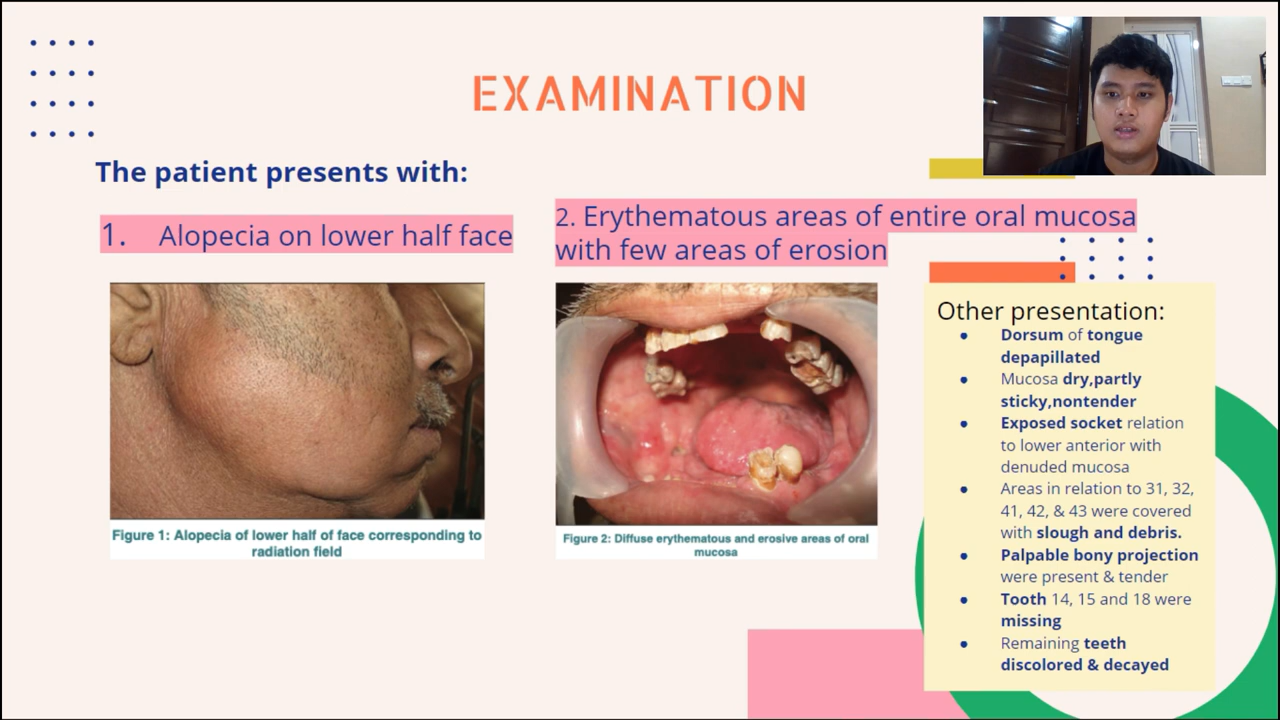 EXAMINATION
The patient presents with:
1. Alopecia on lower half face
2. Erythematous areas of entire oral mucosa
with few areas of erosion
Figure 1: Alopecia of lower half of face corresponding to
radiation field
Figure 2: Diffuse erythematous and erosive areas of oral
mucosa
Other presentation:
• Dorsum of tongue
depapillated
• Mucosa dry,partly
sticky,nontender
• Exposed socket relation
to lower anterior with
denuded mucosa
• Areas in relation to 31, 32,
41, 42, & 43 were covered
with slough and debris.
• Palpable bony projection
were present & tender
• Tooth 14, 15 and 18 were
missing
• Remaining teeth
discolored & decayed